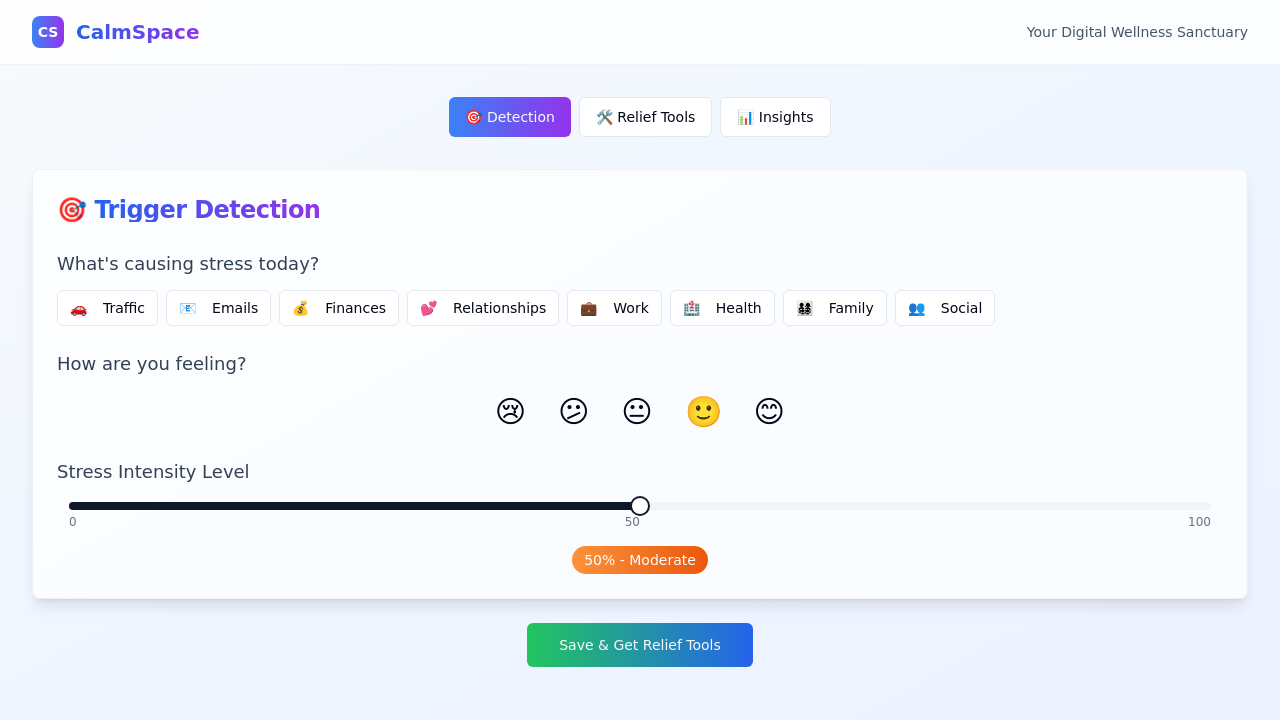 CS CalmSpace Your Digital Wellness Sanctuary
🎯 Detection 🛠️ Relief Tools 📊 Insights
🎯 Trigger Detection
What's causing stress today?
🚗 Traffic 📧 Emails 💰 Finances 💕 Relationships 💼 Work 🏥 Health 👨‍👩‍👧‍👦 Family 👥 Social
How are you feeling?
😢 😕 😐 🙂 😊
Stress Intensity Level
0 50 100
50% - Moderate
Save & Get Relief Tools